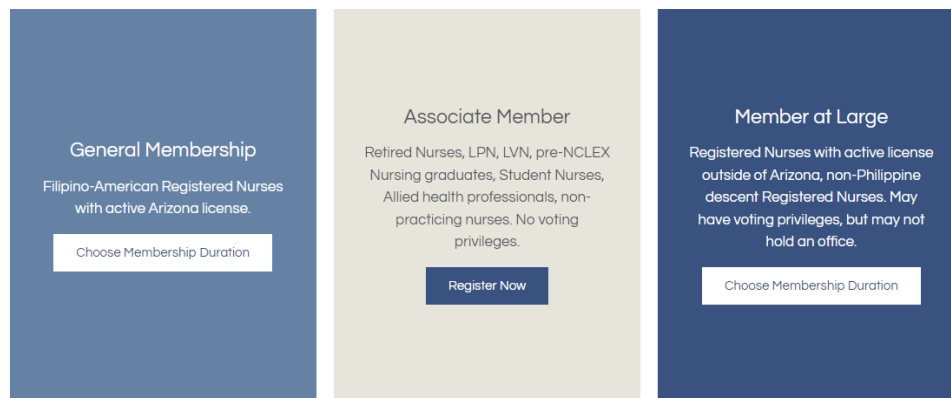 General Membership
Filipino-American Registered Nurses
with active Arizona license.
Choose Membership Duration
Associate Member
Retired Nurses, LPN, LVN, pre-NCLEX
Nursing graduates, Student Nurses,
Allied health professionals, non-
practicing nurses. No voting
privileges.
Register Now
Member at Large
Registered Nurses with active license
outside of Arizona, non-Philippine
descent Registered Nurses. May
have voting privileges, but may not
hold an office.
Choose Membership Duration